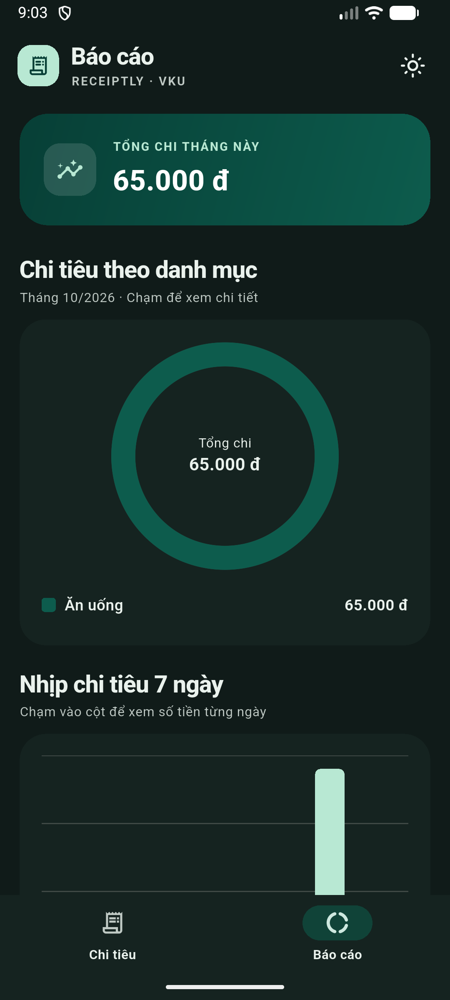 9:03
Báo cáo
RECEIPTLY · VKU
TỔNG CHI THÁNG NÀY
65.000 đ
Chi tiêu theo danh mục
Tháng 10/2026 · Chạm để xem chi tiết
Tổng chi
65.000 đ
Ăn uống 65.000 đ
Nhịp chi tiêu 7 ngày
Chạm vào cột để xem số tiền từng ngày
Chi tiêu Báo cáo